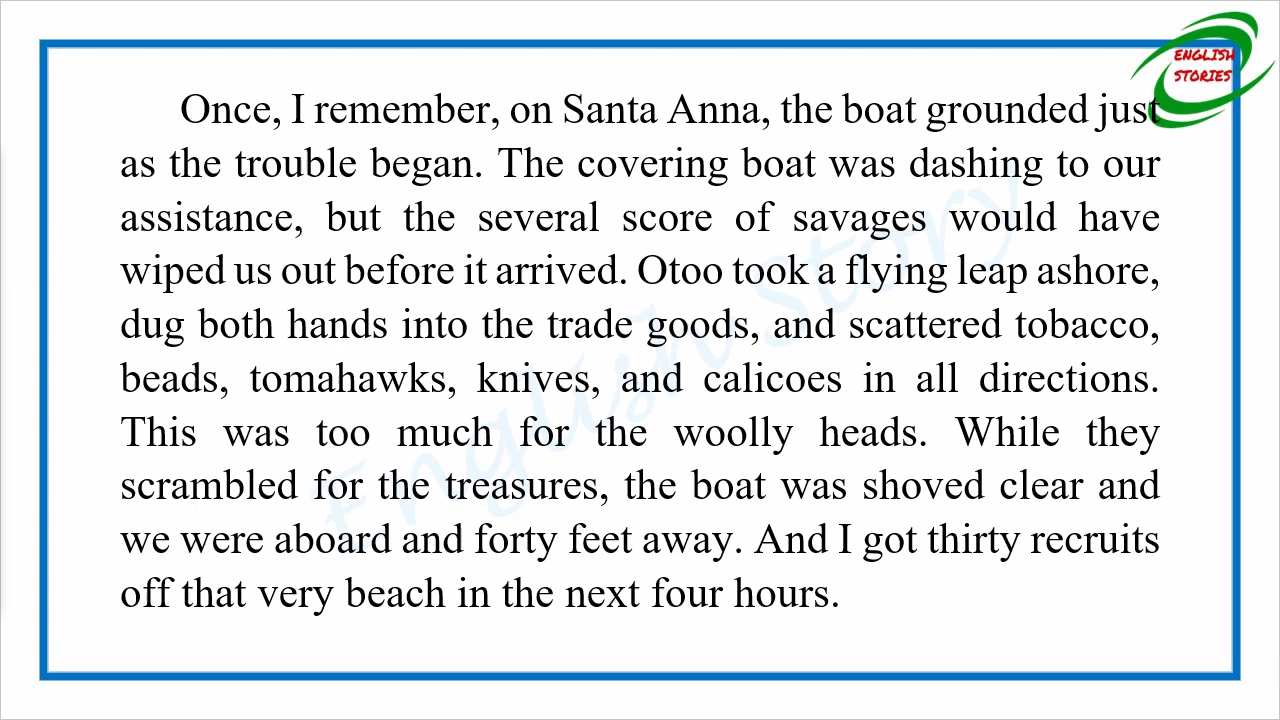 ENGLISH
STORIES
Once, I remember, on Santa Anna, the boat grounded just
as the trouble began. The covering boat was dashing to our
assistance, but the several score of savages would have
wiped us out before it arrived. Otoo took a flying leap ashore,
dug both hands into the trade goods, and scattered tobacco,
beads, tomahawks, knives, and calicoes in all directions.
This was too much for the woolly heads. While they
scrambled for the treasures, the boat was shoved clear and
we were aboard and forty feet away. And I got thirty recruits
off that very beach in the next four hours.
English Story